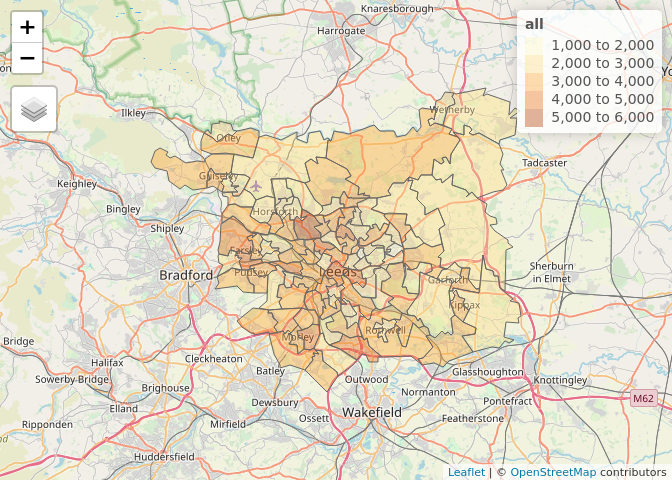 +
−
Knaresborough
Harrogate
all
1,000 to 2,000
2,000 to 3,000
3,000 to 4,000
4,000 to 5,000
5,000 to 6,000
Wetherby
Ilkley
Otley
Tadcaster
Guiseley
Keighley
Bingley
Horsforth
Shipley
Farsley
Bradford
Pudsey
Leeds
Garforth
Sherburn
in Elmet
Kippax
Rothwell
Morley
Bridge
Halifax
Cleckheaton
Batley
Outwood
Glasshoughton
Knottingley
Sowerby Bridge
Brighouse
Normanton
Pontefract
M62
Elland
Dewsbury
Ossett
Wakefield
Featherstone
Ripponden
Mirfield
Huddersfield
Leaflet | © OpenStreetMap contributors